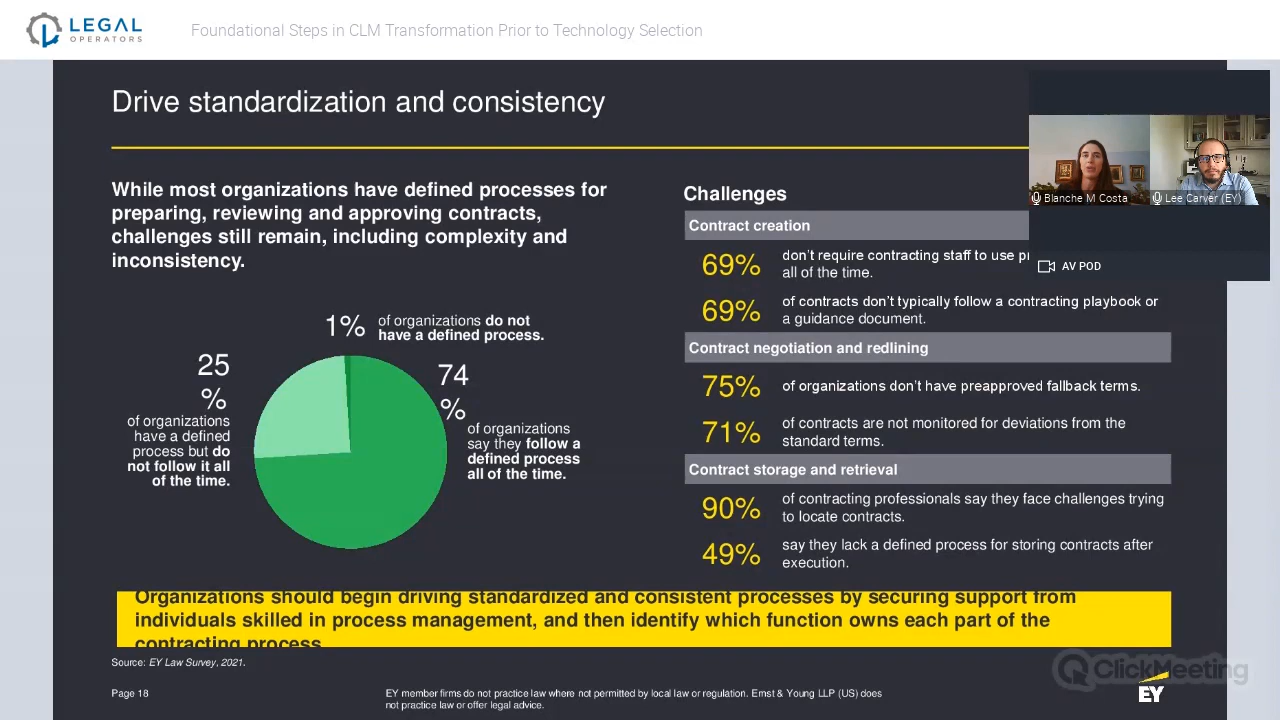 LEGAL
OPERATORS
Foundational Steps in CLM Transformation Prior to Technology Selection
Drive standardization and consistency
While most organizations have defined processes for
preparing, reviewing and approving contracts,
challenges still remain, including complexity and
inconsistency.
1%
of organizations do not
have a defined process.
25
%
of organizations
have a defined
process but do
not follow it all
of the time.
74
%
of organizations
say they follow a
defined process
all of the time.
Challenges
Contract creation
69%
don't require contracting staff to use
all of the time.
69%
of contracts don't typically follow a contracting playbook or
a guidance document.
Contract negotiation and redlining
75%
of organizations don't have preapproved fallback terms.
71%
of contracts are not monitored for deviations from the
standard terms.
Contract storage and retrieval
90%
of contracting professionals say they face challenges trying
to locate contracts.
49%
say they lack a defined process for storing contracts after
execution.
Blanche M Costa
Lee Carver (EY)
AV POD
Organizations should begin driving standardized and consistent processes by securing support from
individuals skilled in process management, and then identify which function owns each part of the
contracting process
Source: EY Law Survey, 2021.
Page 18
EY member firms do not practice law where not permitted by local law or regulation. Ernst & Young LLP (US) does
not practice law or offer legal advice.
ClickMeeting
EY